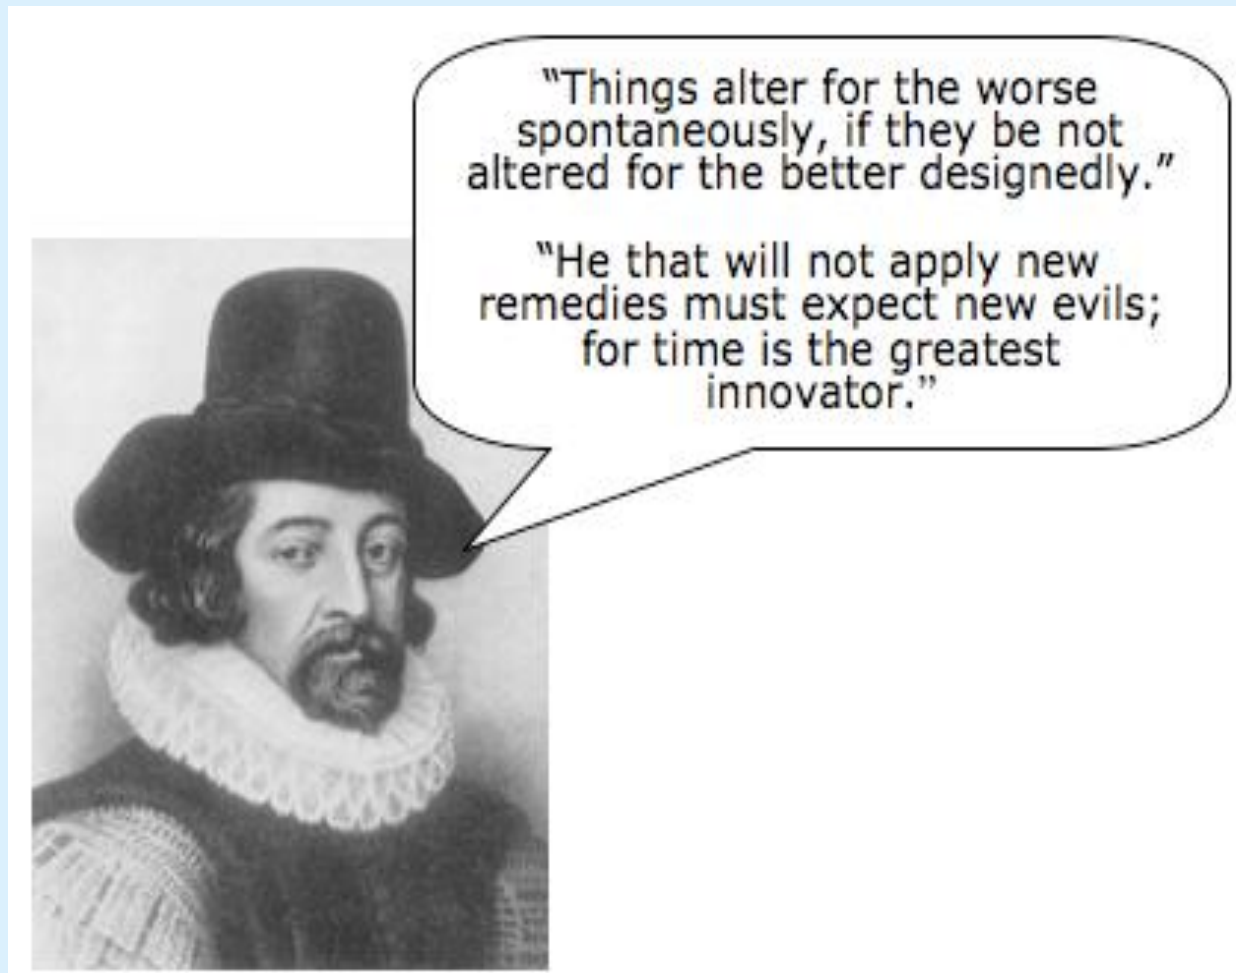 “Things alter for the worse
spontaneously, if they be not
altered for the better designedly.”
“He that will not apply new
remedies must expect new evils;
for time is the greatest
innovator.”